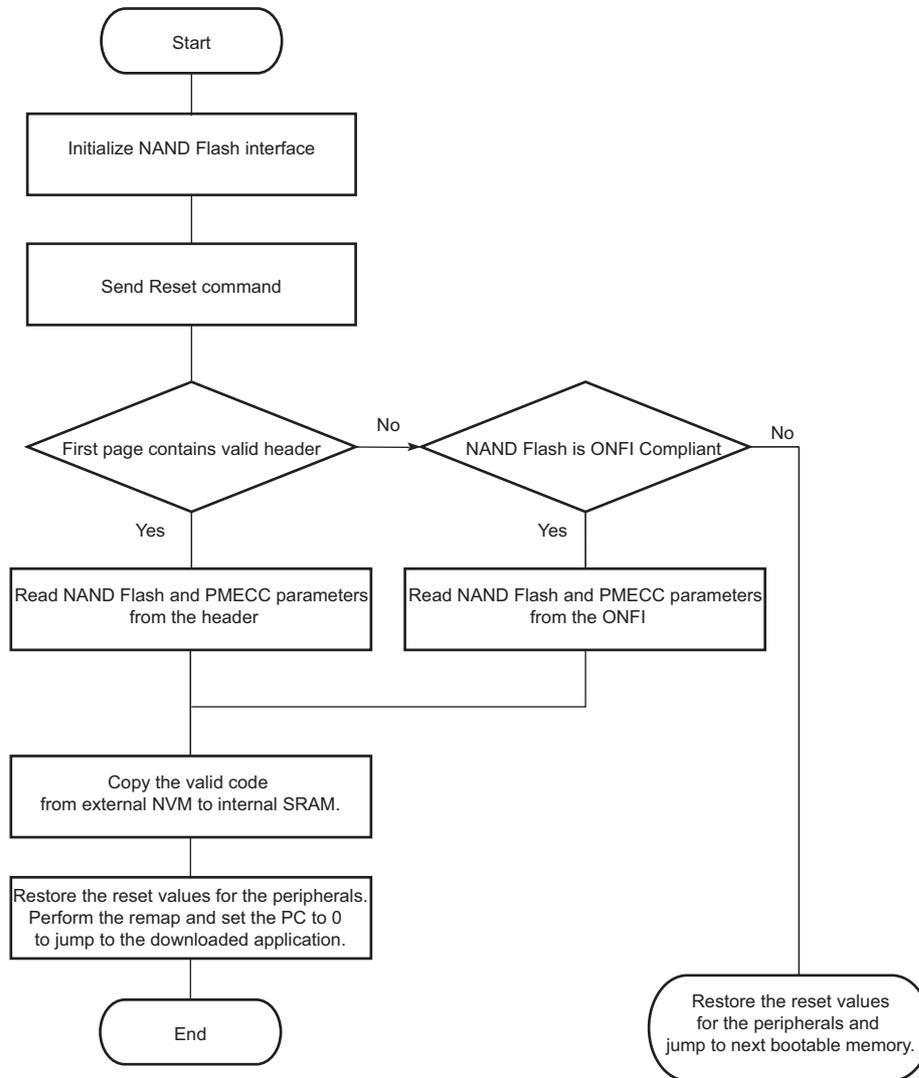 Start
Initialize NAND Flash interface
Send Reset command
First page contains valid header
No
NAND Flash is ONFI Compliant
No
Yes
Yes
Read NAND Flash and PMECC parameters
from the header
Read NAND Flash and PMECC parameters
from the ONFI
Copy the valid code
from external NVM to internal SRAM.
Restore the reset values for the peripherals.
Perform the remap and set the PC to 0
to jump to the downloaded application.
End
Restore the reset values
for the peripherals and
jump to next bootable memory.